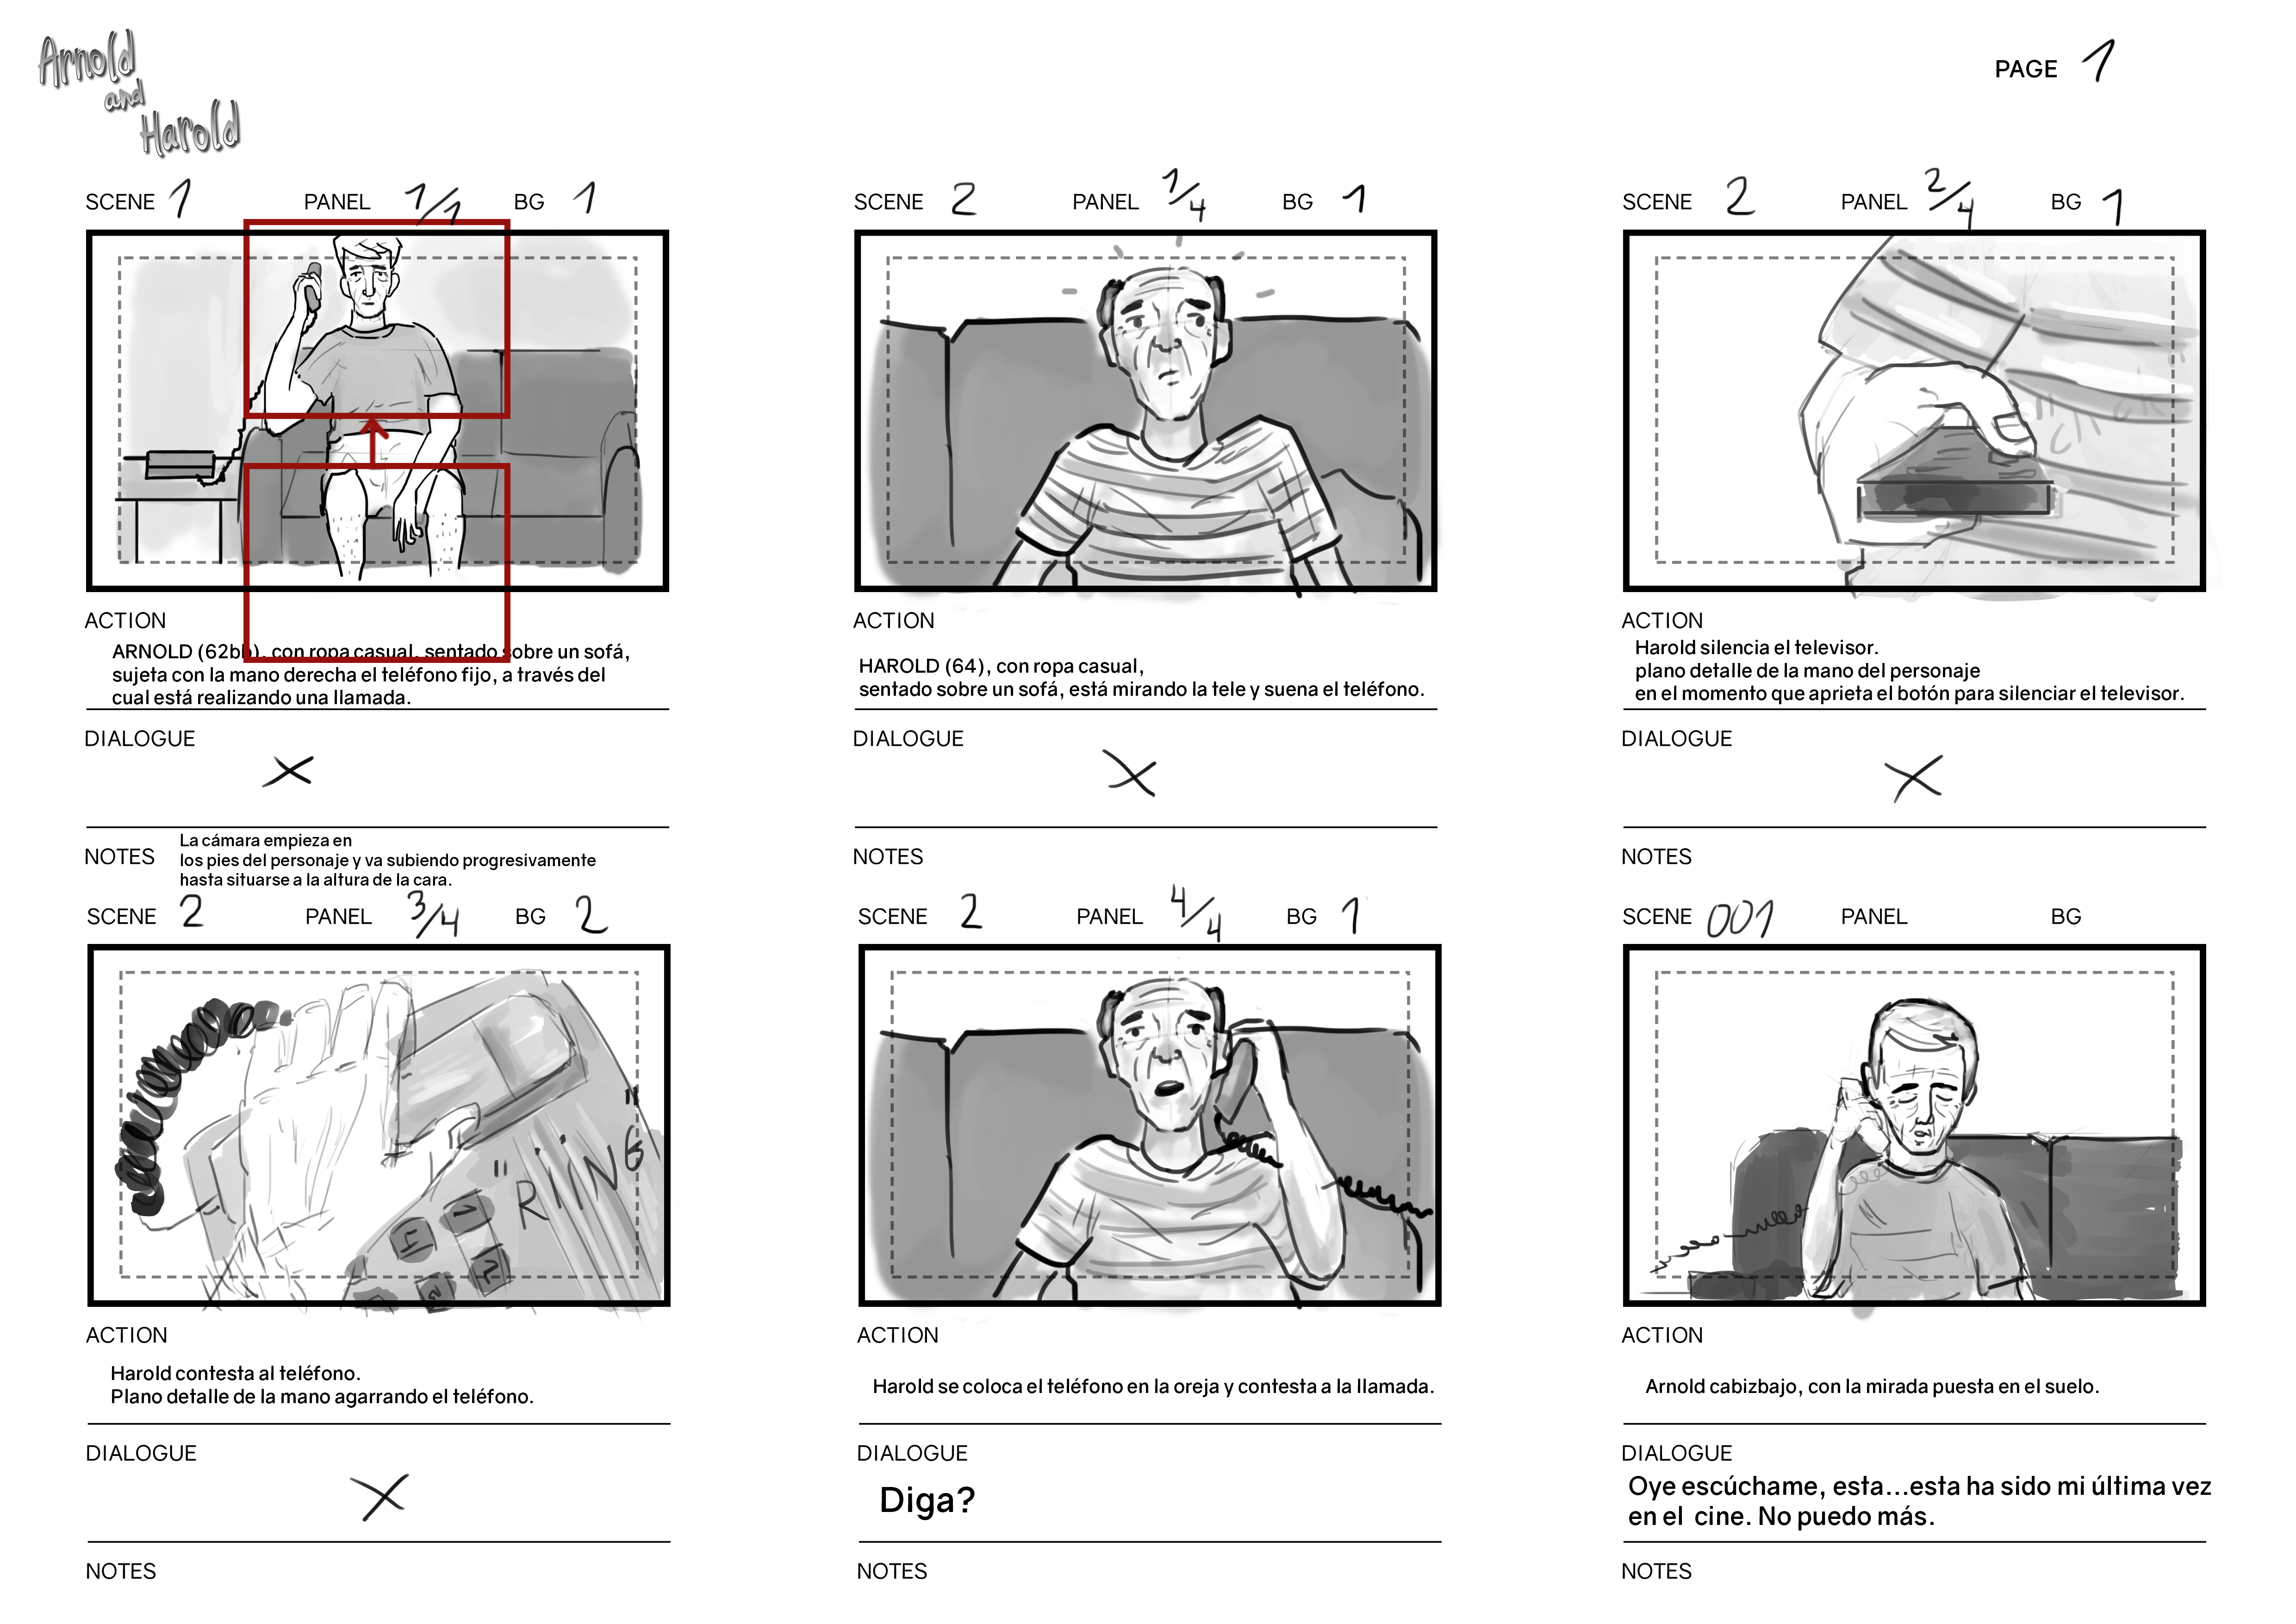 Arnold
and
Harold
PAGE 1
SCENE 1 PANEL 1/1 BG 1
ACTION
ARNOLD (62bb), con ropa casual, sentado sobre un sofá,
sujeta con la mano derecha el teléfono fijo, a través del
cual está realizando una llamada.
DIALOGUE
X
NOTES
La cámara empieza en
los pies del personaje y va subiendo progresivamente
hasta situarse a la altura de la cara.
SCENE 2 PANEL 1/4 BG 1
ACTION
HAROLD (64), con ropa casual,
sentado sobre un sofá, está mirando la tele y suena el teléfono.
DIALOGUE
X
NOTES
SCENE 2 PANEL 2/4 BG 1
click
ACTION
Harold silencia el televisor.
plano detalle de la mano del personaje
en el momento que aprieta el botón para silenciar el televisor.
DIALOGUE
X
NOTES
SCENE 2 PANEL 3/4 BG 2
"RiiNG"
ACTION
Harold contesta al teléfono.
Plano detalle de la mano agarrando el teléfono.
DIALOGUE
X
NOTES
SCENE 2 PANEL 4/4 BG 1
ACTION
Harold se coloca el teléfono en la oreja y contesta a la llamada.
DIALOGUE
Diga?
NOTES
SCENE 001 PANEL BG
ACTION
Arnold cabizbajo, con la mirada puesta en el suelo.
DIALOGUE
Oye escúchame, esta...esta ha sido mi última vez
en el cine. No puedo más.
NOTES